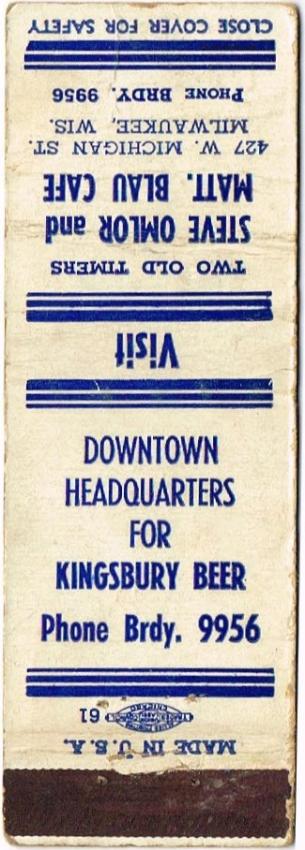 CLOSE COVER FOR SAFETY
PHONE BRDY. 9956
MILWAUKEE, WIS.
427 W. MICHIGAN ST.
MATT. BLAU CAFE
STEVE OMLOR and
TWO OLD TIMERS
Visit
DOWNTOWN
HEADQUARTERS
FOR
KINGSBURY BEER
Phone Brdy. 9956
61
MADE IN U.S.A.